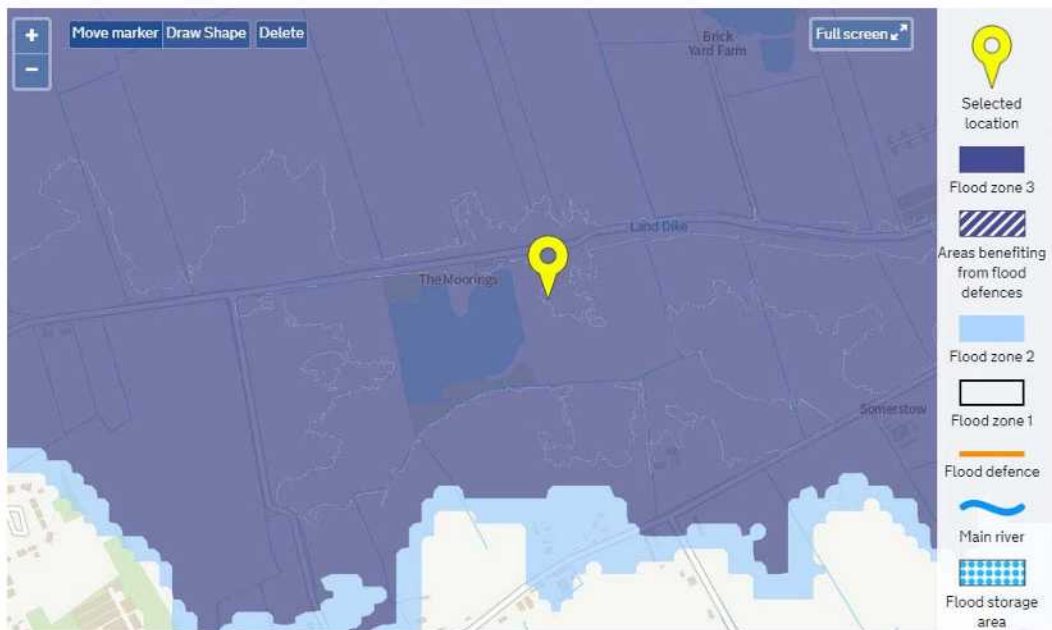 +
−
Move marker Draw Shape Delete
Full screen
Brick
Yard Farm
Land Dike
The Moorings
Somerstow
Selected
location
Flood zone 3
Areas benefiting
from flood
defences
Flood zone 2
Flood zone 1
Flood defence
Main river
Flood storage
area